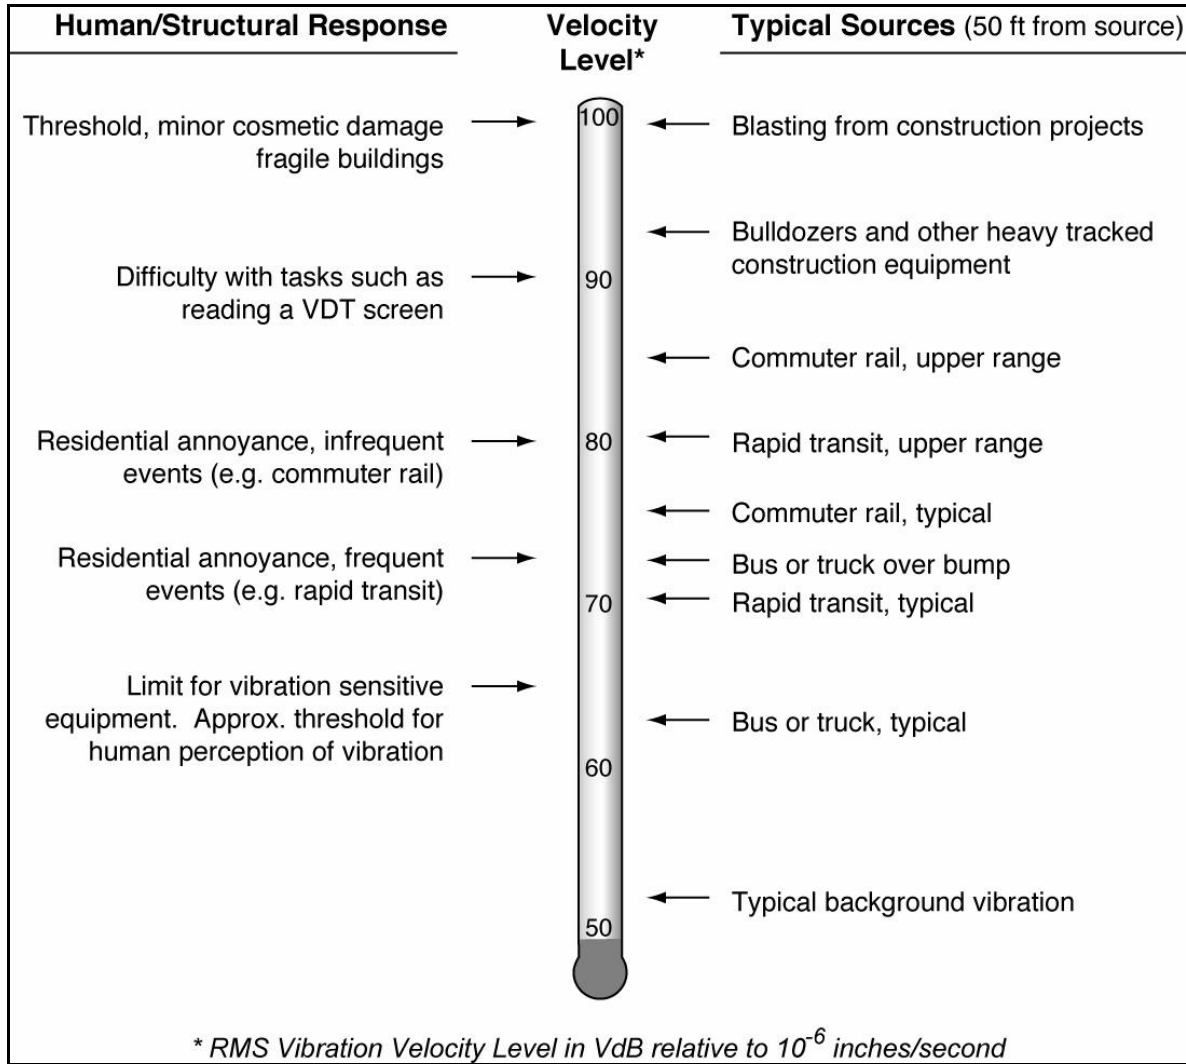 Human/Structural Response
Velocity
Level*
Typical Sources (50 ft from source)
Threshold, minor cosmetic damage
fragile buildings
100
Blasting from construction projects
Bulldozers and other heavy tracked
construction equipment
Difficulty with tasks such as
reading a VDT screen
90
Commuter rail, upper range
Residential annoyance, infrequent
events (e.g. commuter rail)
80
Rapid transit, upper range
Commuter rail, typical
Residential annoyance, frequent
events (e.g. rapid transit)
Bus or truck over bump
70
Rapid transit, typical
Limit for vibration sensitive
equipment.  Approx. threshold for
human perception of vibration
Bus or truck, typical
60
Typical background vibration
50
* RMS Vibration Velocity Level in VdB relative to 10⁻⁶ inches/second